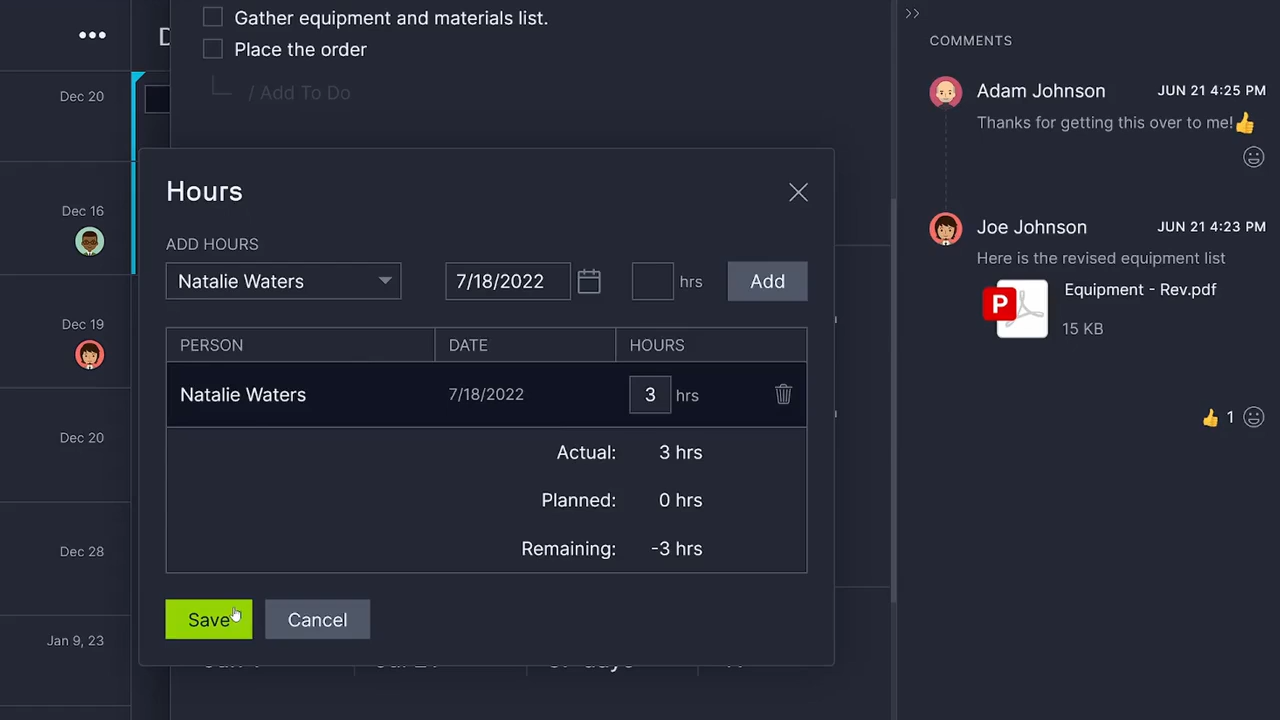 Gather equipment and materials list.
Place the order
/ Add To Do
Dec 20
Dec 16
Dec 19
Dec 20
Dec 28
Jan 9, 23
Hours
ADD HOURS
Natalie Waters 7/18/2022 hrs Add
PERSON DATE HOURS
Natalie Waters 7/18/2022 3 hrs
Actual: 3 hrs
Planned: 0 hrs
Remaining: -3 hrs
Save Cancel
COMMENTS
Adam Johnson JUN 21 4:25 PM
Thanks for getting this over to me!👍
Joe Johnson JUN 21 4:23 PM
Here is the revised equipment list
P Equipment - Rev.pdf
15 KB
👍 1